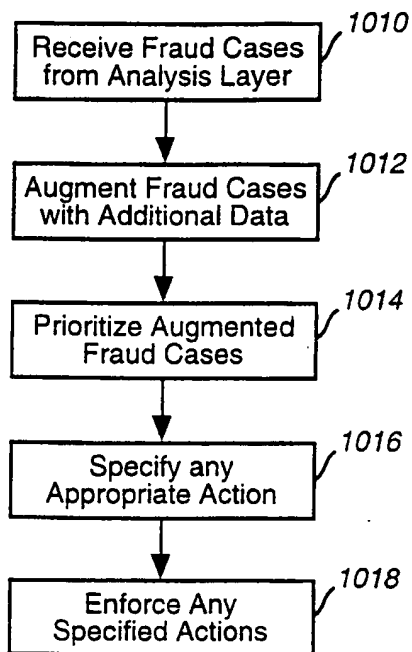 1010
Receive Fraud Cases
from Analysis Layer
1012
Augment Fraud Cases
with Additional Data
1014
Prioritize Augmented
Fraud Cases
1016
Specify any
Appropriate Action
1018
Enforce Any
Specified Actions